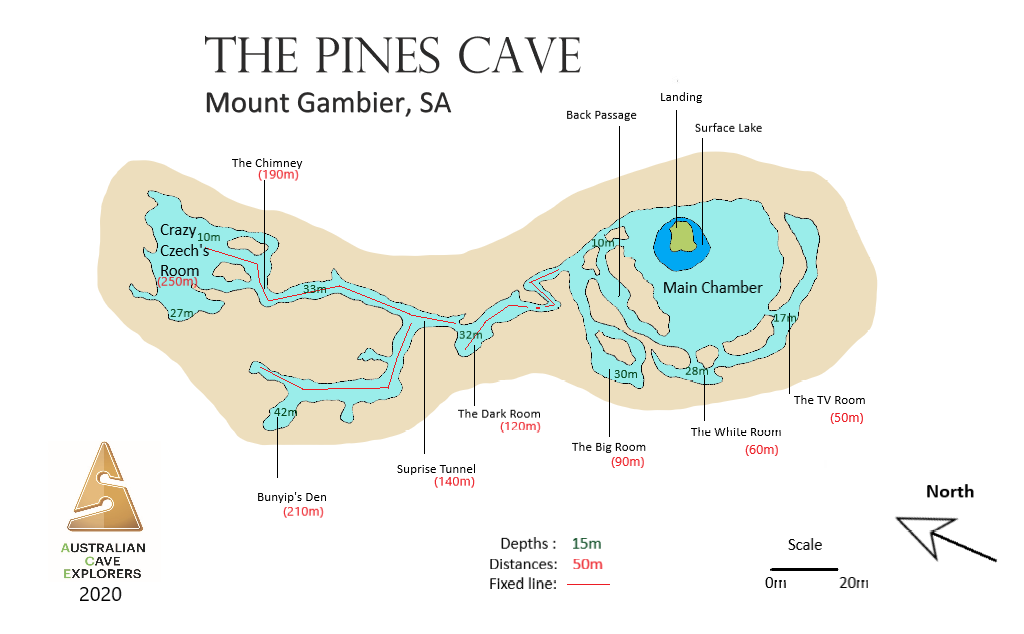 THE PINES CAVE
Mount Gambier, SA
Landing
Back Passage
Surface Lake
The Chimney
(190m)
Crazy
Czech's
Room
(250m)
10m
27m
33m
32m
42m
10m
Main Chamber
17m
28m
30m
The TV Room
(50m)
The White Room
(60m)
The Big Room
(90m)
The Dark Room
(120m)
Suprise Tunnel
(140m)
Bunyip's Den
(210m)
AUSTRALIAN
CAVE
EXPLORERS
2020
Depths : 15m
Distances: 50m
Fixed line:
Scale
0m 20m
North